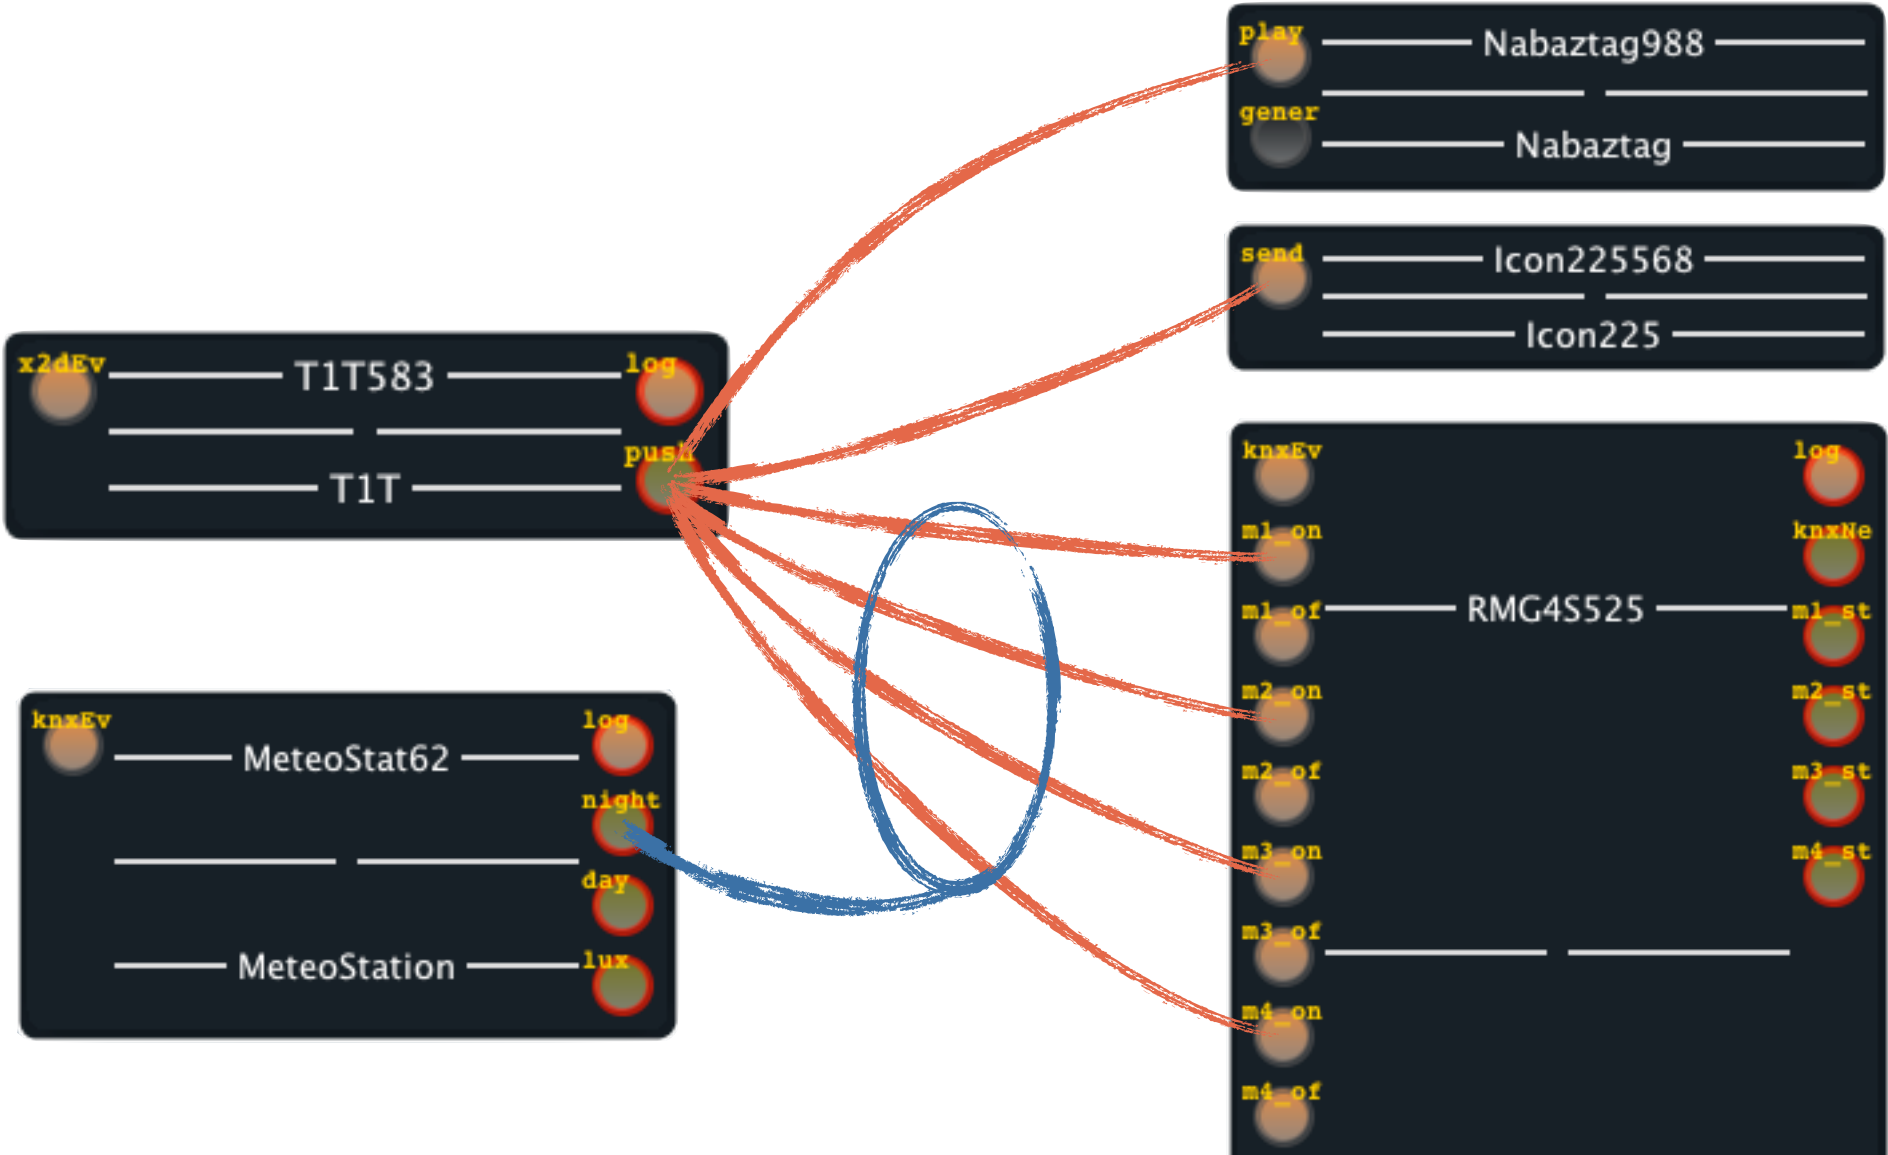 x2dEv
T1T583
log
push
T1T
knxEv
MeteoStat62
log
night
day
MeteoStation
lux
play
Nabaztag988
gener
Nabaztag
send
Icon225568
Icon225
knxEv
log
m1_on
knxNe
m1_of
RMG4S525
m1_st
m2_on
m2_st
m2_of
m3_st
m3_on
m4_st
m3_of
m4_on
m4_of